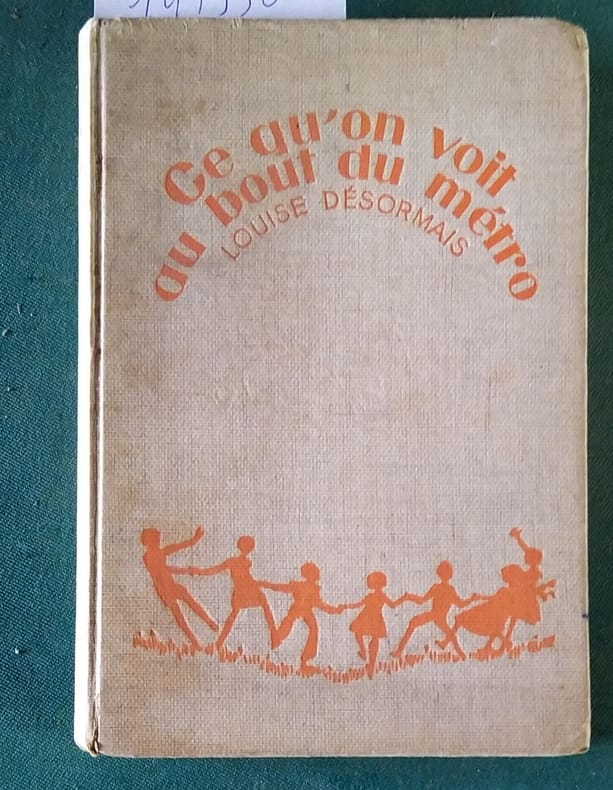 Ce qu'on voit
au bout du métro
LOUISE DÉSORMAIS